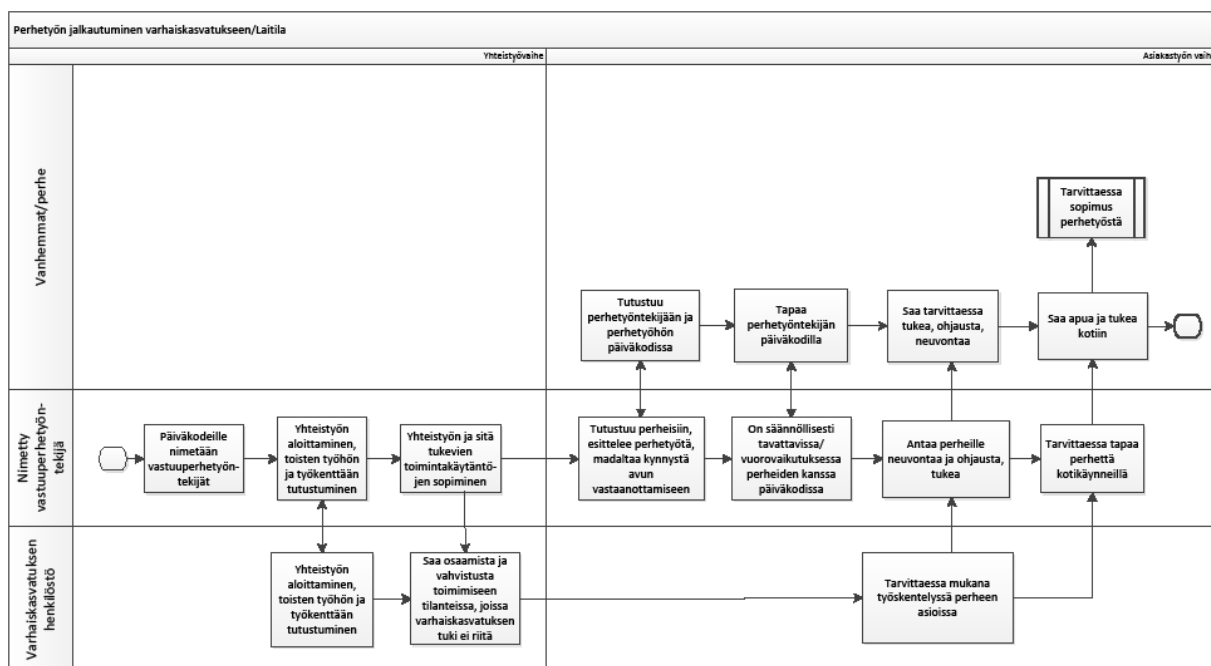 Perhetyön jalkautuminen varhaiskasvatukseen/Laitila
Yhteistyövaihe
Asiakastyön vaih
Vanhemmat/perhe
Tarvittaessa
sopimus
perhetyöstä
Tutustuu
perhetyöntekijään ja
perhetyöhön
päiväkodissa
Tapaa
perhetyöntekijän
päiväkodilla
Saa tarvittaessa
tukea, ohjausta,
neuvontaa
Saa apua ja tukea
kotiin
Niimetty
vastuuperhetyön-
tekijä
Päiväkodeille
nimetään
vastuuperhetyön-
tekijät
Yhteistyön
aloittaminen,
toisten työhön
ja työkenttään
tutustuminen
Yhteistyön ja sitä
tukevien
toimintakäytäntö-
jen sopiminen
Tutustuu perheisiin,
esittelee perhetyötä,
madaltaa kynnystä
avun
vastaanottamiseen
On säännöllisesti
tavattavissa/
vuorovaikutuksessa
perheiden kanssa
päiväkodissa
Antaa perheille
neuvontaa ja ohjausta,
tukea
Tarvittaessa tapaa
perhettä
kotikäynneillä
Varhaiskasvatuksen
henkilöstö
Yhteistyön
aloittaminen,
toisten työhön ja
työkenttään
tutustuminen
Saa osaamista ja
vahvistusta
toimimiseen
tilanteissa, joissa
varhaiskasvatuksen
tuki ei riitä
Tarvittaessa mukana
työskentelyssä perheen
asioissa